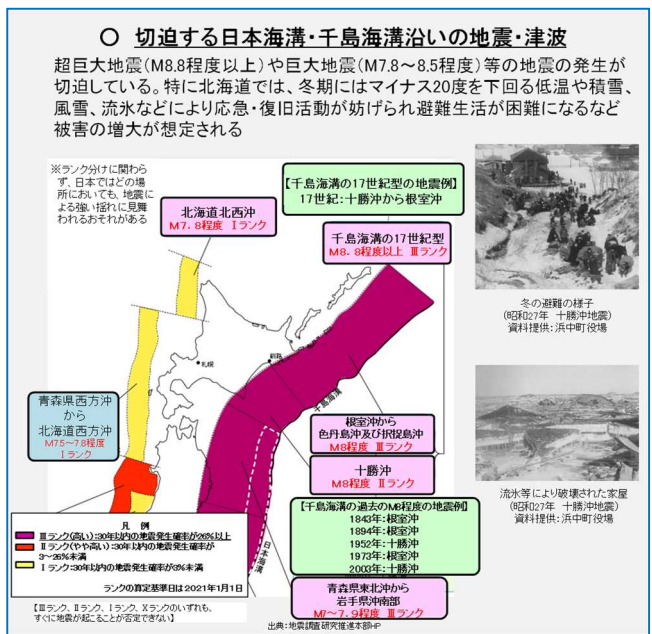 ○ 切迫する日本海溝・千島海溝沿いの地震・津波
超巨大地震(M8.8程度以上)や巨大地震(M7.8～8.5程度)等の地震の発生が
切迫している。特に北海道では、冬期にはマイナス20度を下回る低温や積雪、
風雪、流氷などにより応急・復旧活動が妨げられ避難生活が困難になるなど
被害の増大が想定される
※ランク分けに関わら
ず、日本ではどの場
所においても、地震に
よる強い揺れに見舞
われるおそれがある
【千島海溝の17世紀型の地震例】
17世紀:十勝沖から根室沖
北海道北西沖
M7.8程度 Ⅰランク
千島海溝の17世紀型
M8.8程度以上 Ⅲランク
冬の避難の様子
(昭和27年 十勝沖地震)
資料提供:浜中町役場
札幌
釧路
千島海溝
青森県西方沖
から
北海道西方沖
M7.5～7.8程度
Ⅰランク
根室沖から
色丹島沖及び択捉島沖
M8程度 Ⅲランク
十勝沖
M8程度 Ⅱランク
【千島海溝の過去のM8程度の地震例】
1843年:根室沖
1894年:根室沖
1952年:十勝沖
1973年:根室沖
2003年:十勝沖
流氷等により破壊された家屋
(昭和27年 十勝沖地震)
資料提供:浜中町役場
日本海溝
凡 例
Ⅲランク(高い):30年以内の地震発生確率が26%以上
Ⅱランク(やや高い):30年以内の地震発生確率が
3～26%未満
Ⅰランク:30年以内の地震発生確率が3%未満
ランクの算定基準日は2021年1月1日
青森県東北沖から
岩手県沖南部
M7～7.9程度 Ⅲランク
【Ⅲランク、Ⅱランク、Ⅰランク、Xランクのいずれも、
すぐに地震が起こることが否定できない】
出典:地震調査研究推進本部HP